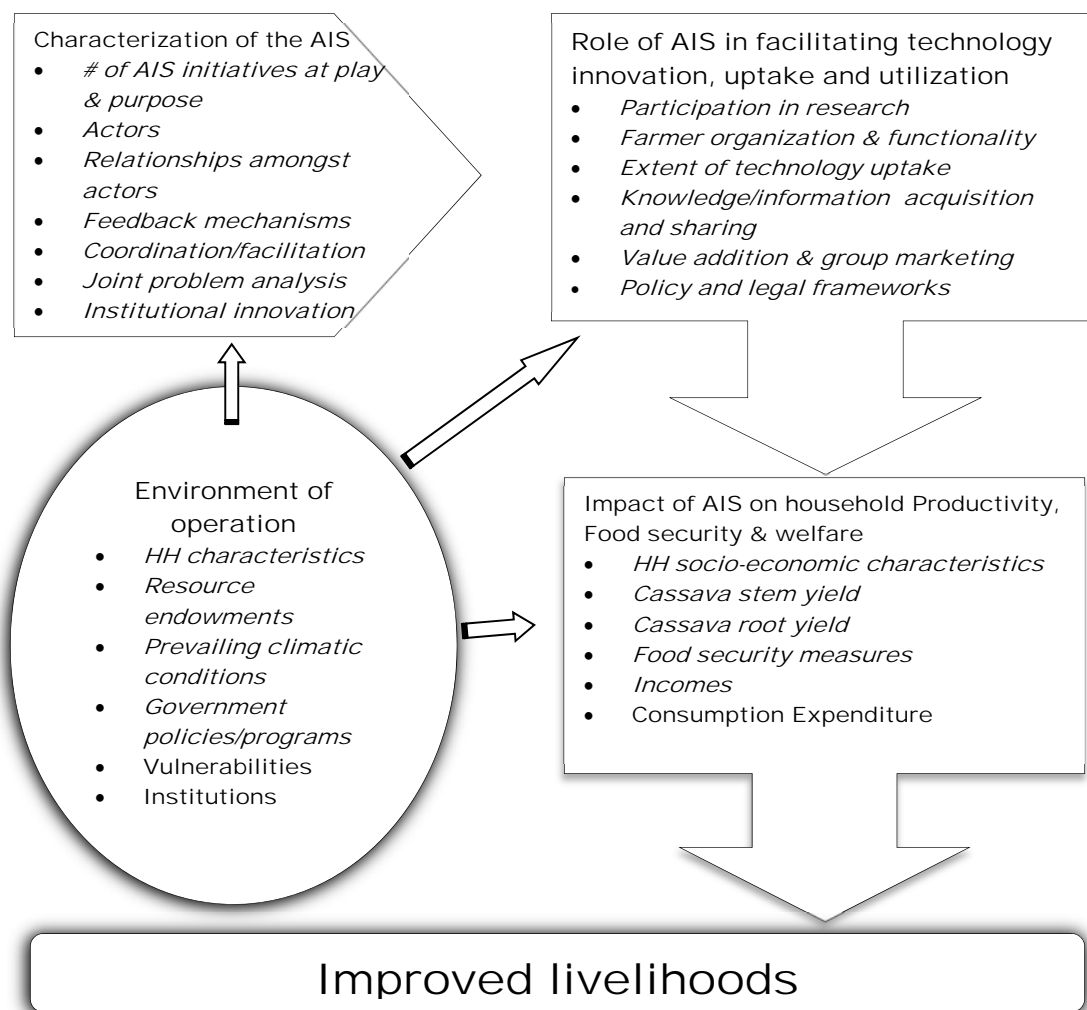 Characterization of the AIS
• # of AIS initiatives at play
& purpose
• Actors
• Relationships amongst
actors
• Feedback mechanisms
• Coordination/facilitation
• Joint problem analysis
• Institutional innovation
Role of AIS in facilitating technology
innovation, uptake and utilization
• Participation in research
• Farmer organization & functionality
• Extent of technology uptake
• Knowledge/information acquisition
and sharing
• Value addition & group marketing
• Policy and legal frameworks
Environment of
operation
• HH characteristics
• Resource
endowments
• Prevailing climatic
conditions
• Government
policies/programs
• Vulnerabilities
• Institutions
Impact of AIS on household Productivity,
Food security & welfare
• HH socio-economic characteristics
• Cassava stem yield
• Cassava root yield
• Food security measures
• Incomes
• Consumption Expenditure
Improved livelihoods